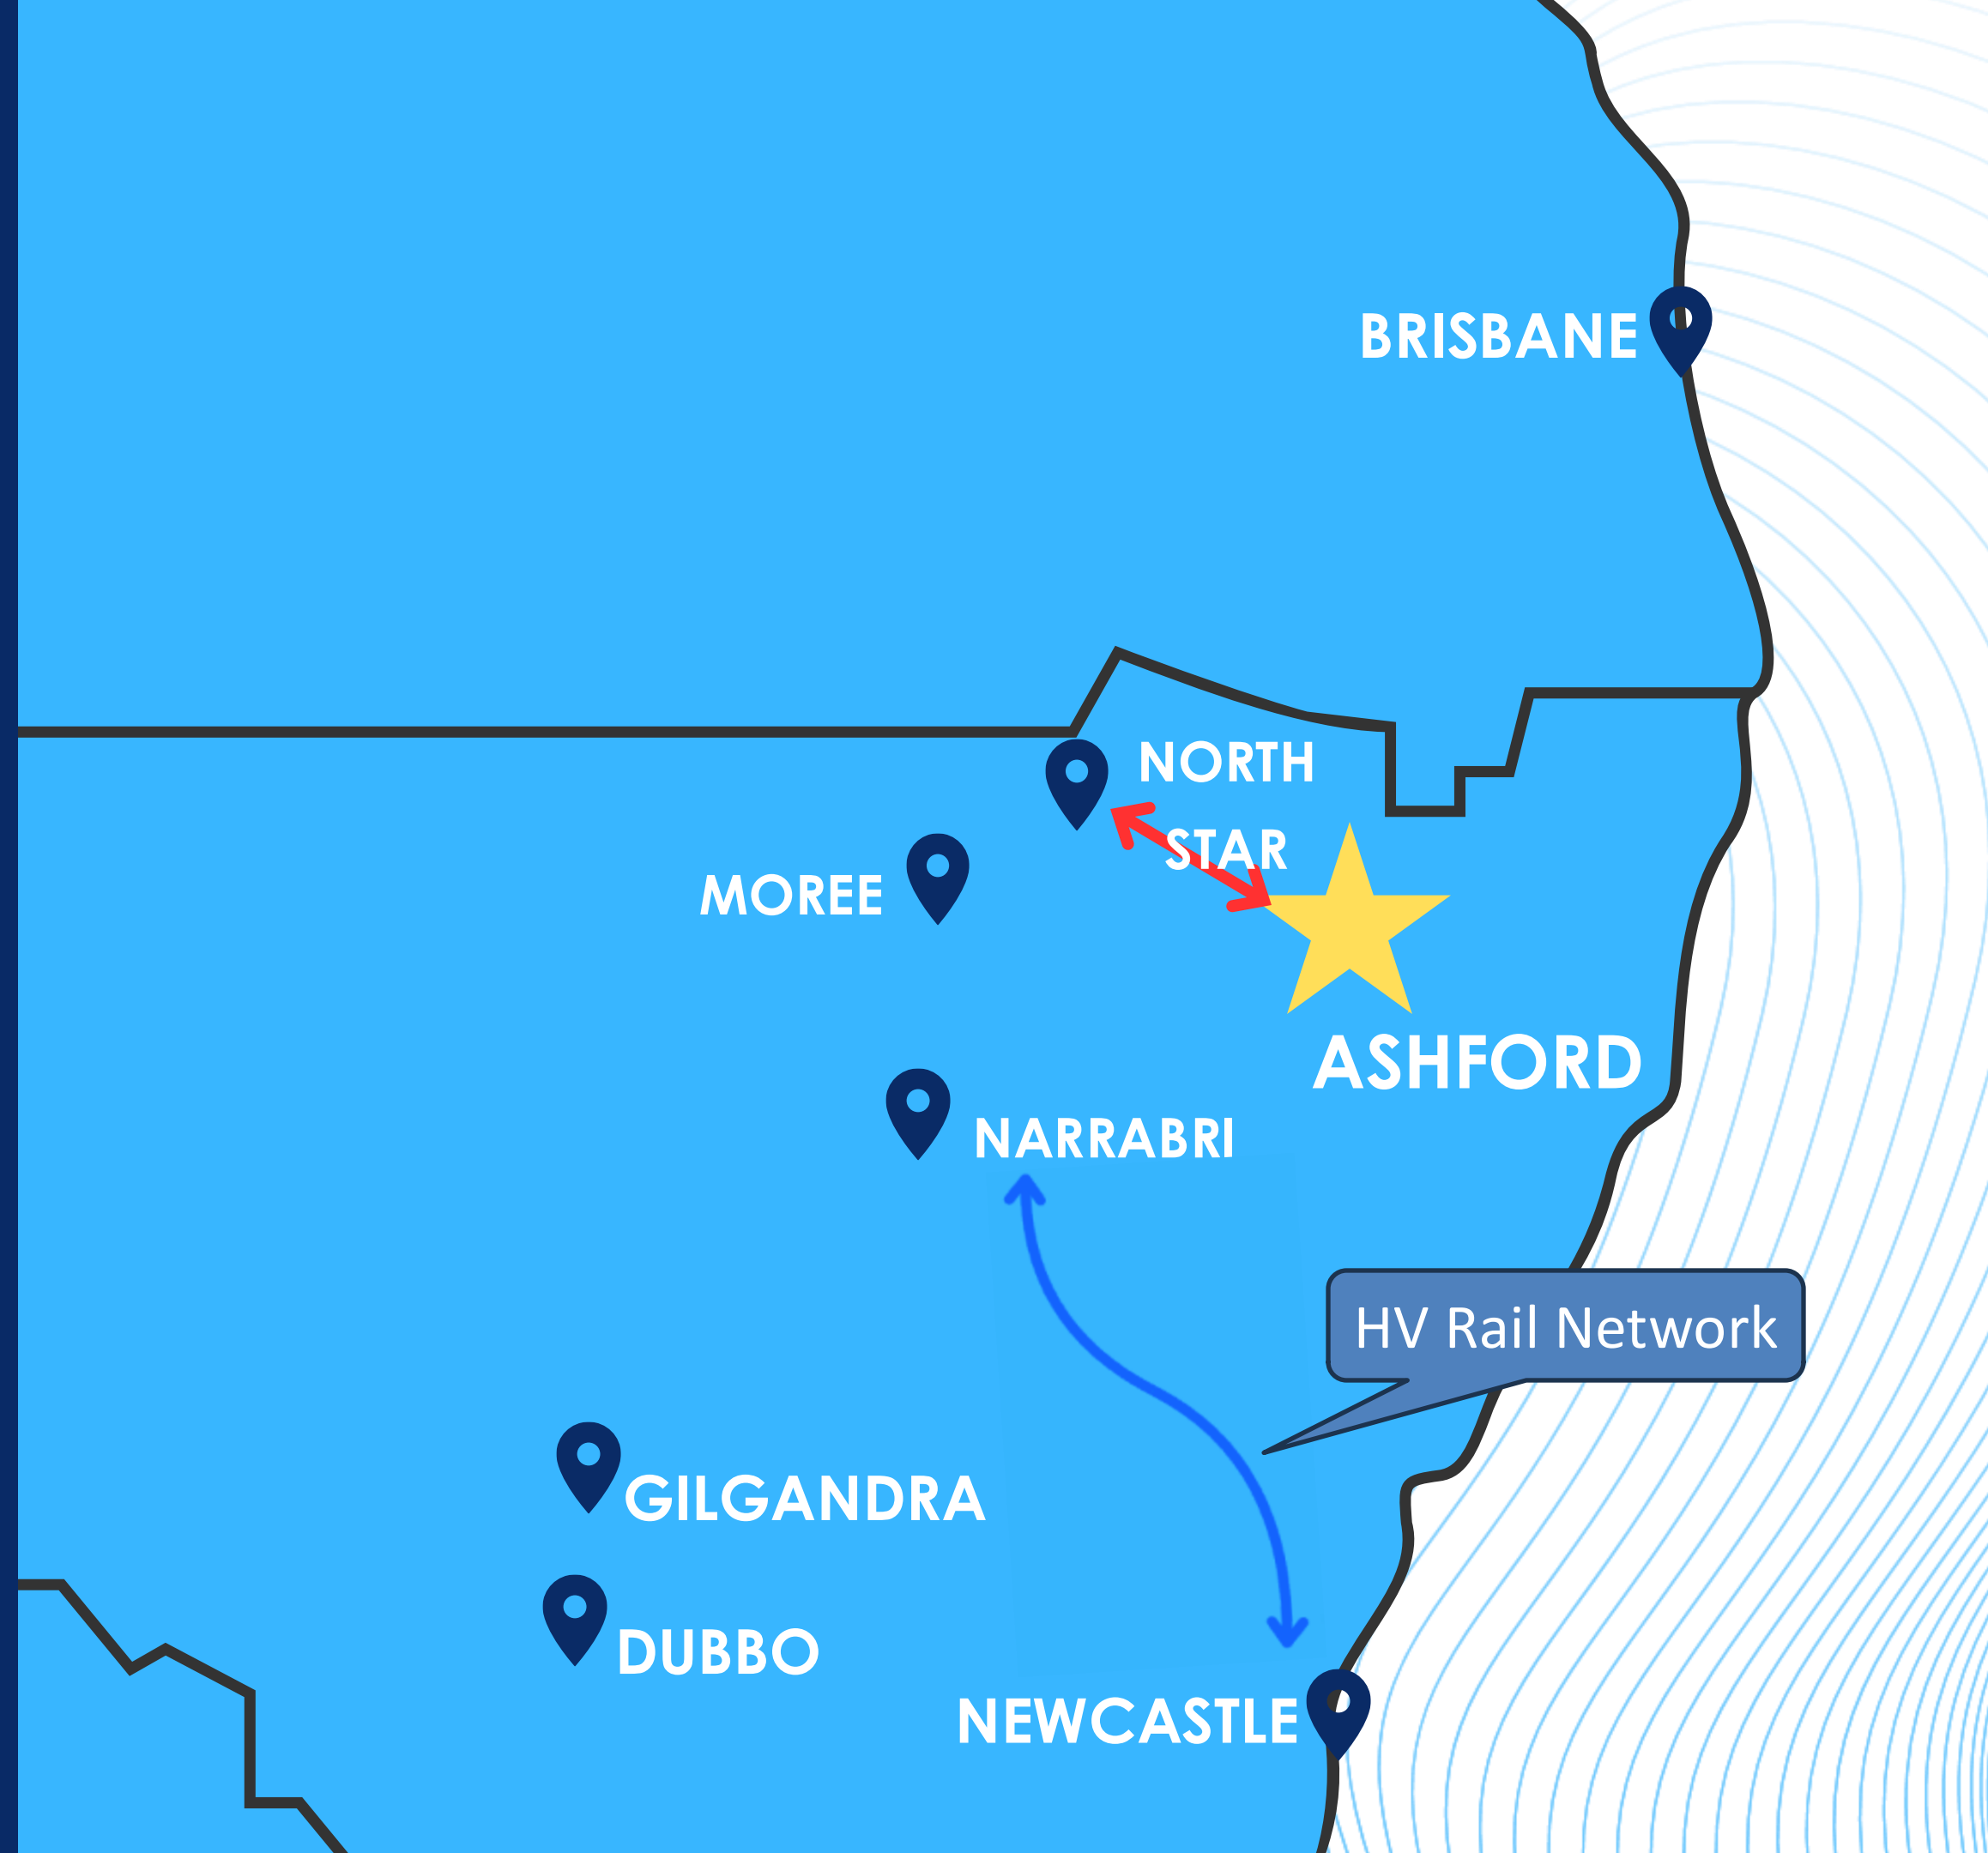 BRISBANE
NORTH
STAR
MOREE
ASHFORD
NARRABRI
HV Rail Network
GILGANDRA
DUBBO
NEWCASTLE